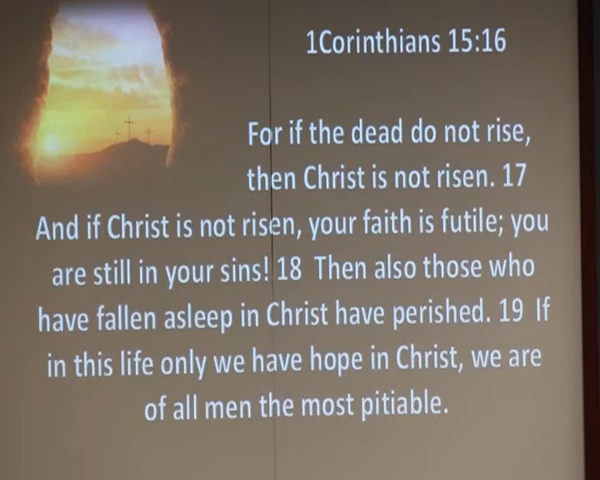 1Corinthians 15:16
For if the dead do not rise,
then Christ is not risen. 17
And if Christ is not risen, your faith is futile; you
are still in your sins! 18 Then also those who
have fallen asleep in Christ have perished. 19 If
in this life only we have hope in Christ, we are
of all men the most pitiable.